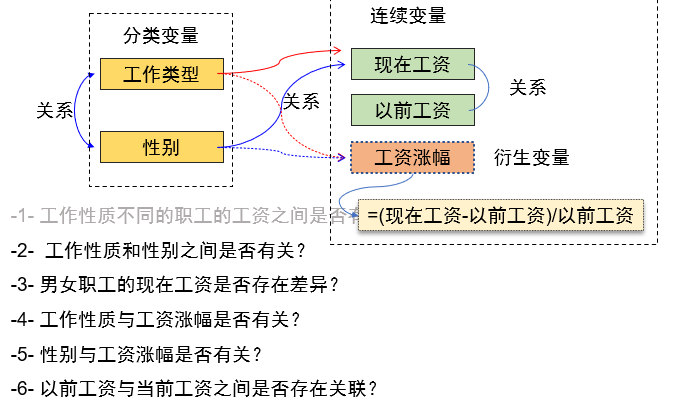 分类变量
连续变量
工作类型
现在工资
关系
关系
关系
以前工资
性别
工资涨幅
衍生变量
=(现在工资-以前工资)/以前工资
-1- 工作性质不同的职工的工资之间是否有
-2- 工作性质和性别之间是否有关?
-3- 男女职工的现在工资是否存在差异?
-4- 工作性质与工资涨幅是否有关?
-5- 性别与工资涨幅是否有关?
-6- 以前工资与当前工资之间是否存在关联?